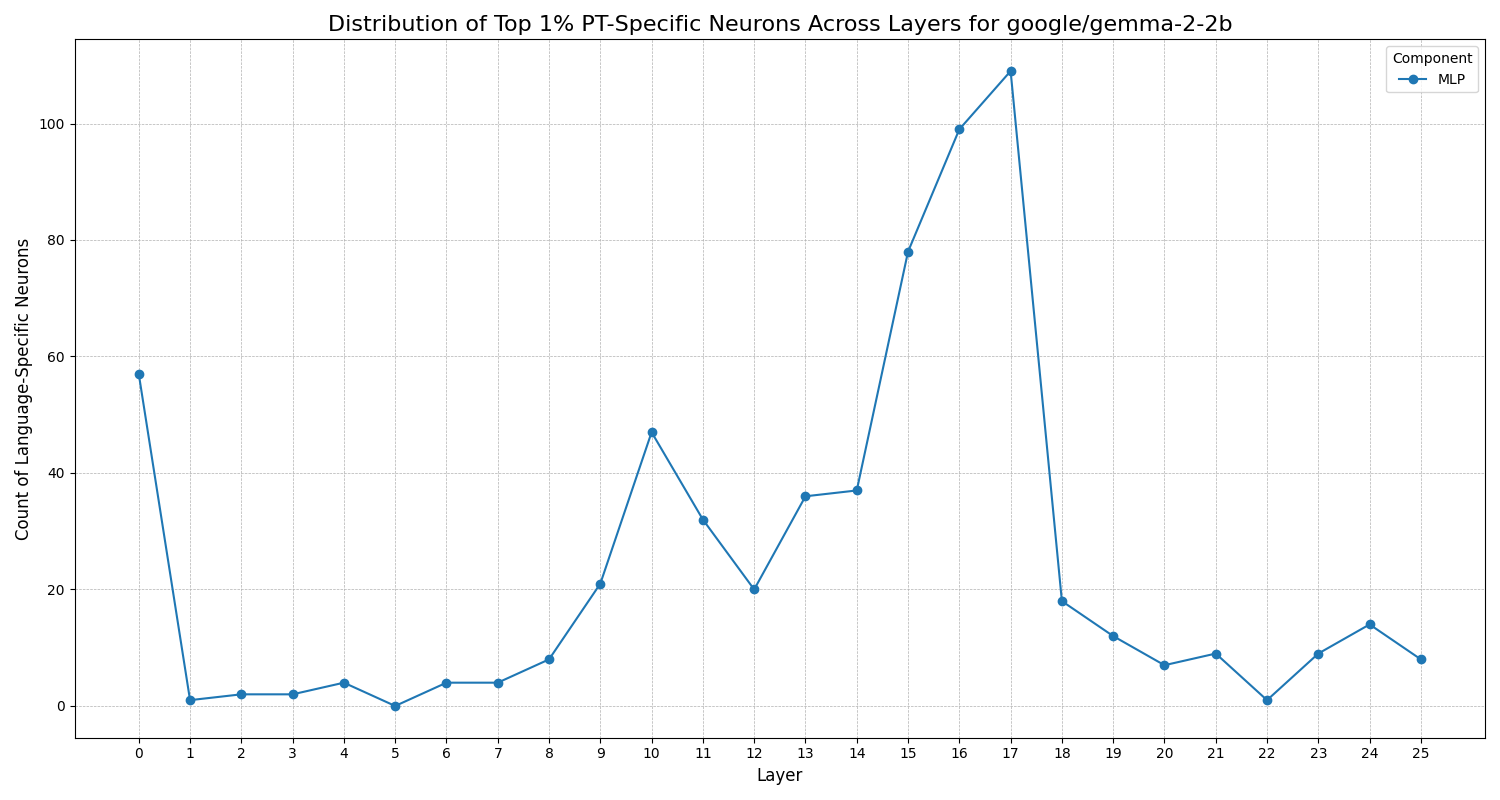 Distribution of Top 1% PT-Specific Neurons Across Layers for google/gemma-2-2b
Component
MLP
100
80
60
40
20
0
Count of Language-Specific Neurons
0 1 2 3 4 5 6 7 8 9 10 11 12 13 14 15 16 17 18 19 20 21 22 23 24 25
Layer